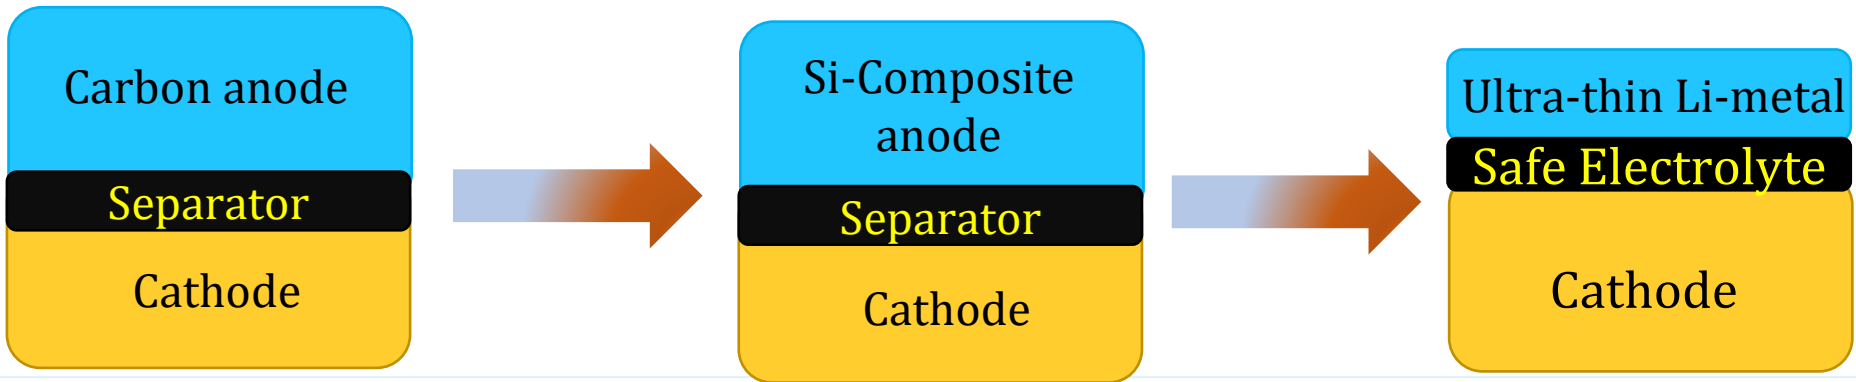 Carbon anode
Separator
Cathode
Si-Composite
anode
Separator
Cathode
Ultra-thin Li-metal
Safe Electrolyte
Cathode